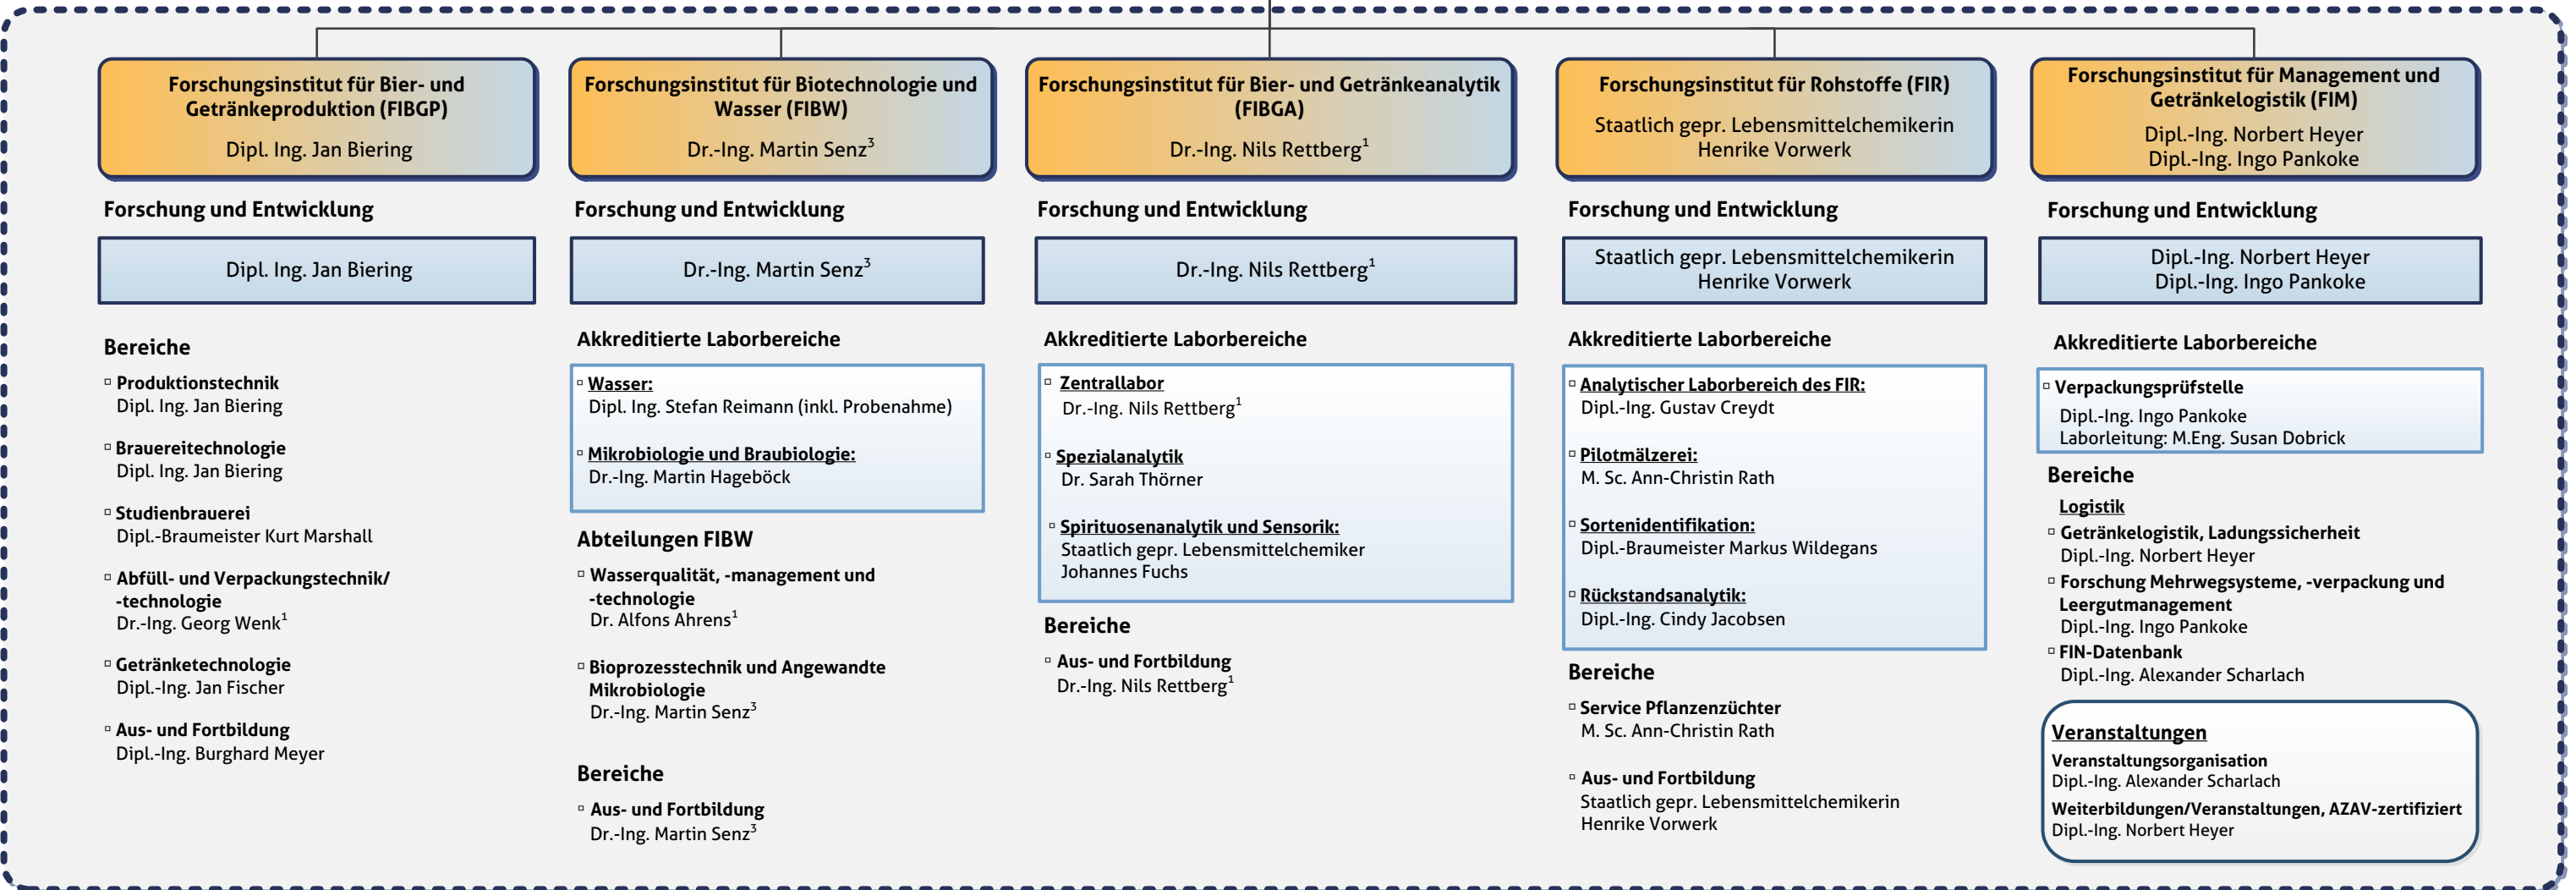 Forschungsinstitut für Bier- und
Getränkeproduktion (FIBGP)
Dipl. Ing. Jan Biering
Forschung und Entwicklung
Dipl. Ing. Jan Biering
Bereiche
Produktionstechnik
Dipl. Ing. Jan Biering
Brauereitechnologie
Dipl. Ing. Jan Biering
Studienbrauerei
Dipl.-Braumeister Kurt Marshall
Abfüll- und Verpackungstechnik/
-technologie
Dr.-Ing. Georg Wenk¹
Getränketechnologie
Dipl.-Ing. Jan Fischer
Aus- und Fortbildung
Dipl.-Ing. Burghard Meyer
Forschungsinstitut für Biotechnologie und
Wasser (FIBW)
Dr.-Ing. Martin Senz³
Forschung und Entwicklung
Dr.-Ing. Martin Senz³
Akkreditierte Laborbereiche
Wasser:
Dipl. Ing. Stefan Reimann (inkl. Probenahme)
Mikrobiologie und Braubiologie:
Dr.-Ing. Martin Hageböck
Abteilungen FIBW
Wasserqualität, -management und
-technologie
Dr. Alfons Ahrens¹
Bioprozesstechnik und Angewandte
Mikrobiologie
Dr.-Ing. Martin Senz³
Bereiche
Aus- und Fortbildung
Dr.-Ing. Martin Senz³
Forschungsinstitut für Bier- und Getränkeanalytik
(FIBGA)
Dr.-Ing. Nils Rettberg¹
Forschung und Entwicklung
Dr.-Ing. Nils Rettberg¹
Akkreditierte Laborbereiche
Zentrallabor
Dr.-Ing. Nils Rettberg¹
Spezialanalytik
Dr. Sarah Thörner
Spirituosenanalytik und Sensorik:
Staatlich gepr. Lebensmittelchemiker
Johannes Fuchs
Bereiche
Aus- und Fortbildung
Dr.-Ing. Nils Rettberg¹
Forschungsinstitut für Rohstoffe (FIR)
Staatlich gepr. Lebensmittelchemikerin
Henrike Vorwerk
Forschung und Entwicklung
Staatlich gepr. Lebensmittelchemikerin
Henrike Vorwerk
Akkreditierte Laborbereiche
Analytischer Laborbereich des FIR:
Dipl.-Ing. Gustav Creydt
Pilotmälzerei:
M. Sc. Ann-Christin Rath
Sortenidentifikation:
Dipl.-Braumeister Markus Wildegans
Rückstandsanalytik:
Dipl.-Ing. Cindy Jacobsen
Bereiche
Service Pflanzenzüchter
M. Sc. Ann-Christin Rath
Aus- und Fortbildung
Staatlich gepr. Lebensmittelchemikerin
Henrike Vorwerk
Forschungsinstitut für Management und
Getränkelogistik (FIM)
Dipl.-Ing. Norbert Heyer
Dipl.-Ing. Ingo Pankoke
Forschung und Entwicklung
Dipl.-Ing. Norbert Heyer
Dipl.-Ing. Ingo Pankoke
Akkreditierte Laborbereiche
Verpackungsprüfstelle
Dipl.-Ing. Ingo Pankoke
Laborleitung: M.Eng. Susan Dobrick
Bereiche
Logistik
Getränkelogistik, Ladungssicherheit
Dipl.-Ing. Norbert Heyer
Forschung Mehrwegsysteme, -verpackung und
Leergutmanagement
Dipl.-Ing. Ingo Pankoke
FIN-Datenbank
Dipl.-Ing. Alexander Scharlach
Veranstaltungen
Veranstaltungsorganisation
Dipl.-Ing. Alexander Scharlach
Weiterbildungen/Veranstaltungen, AZAV-zertifiziert
Dipl.-Ing. Norbert Heyer